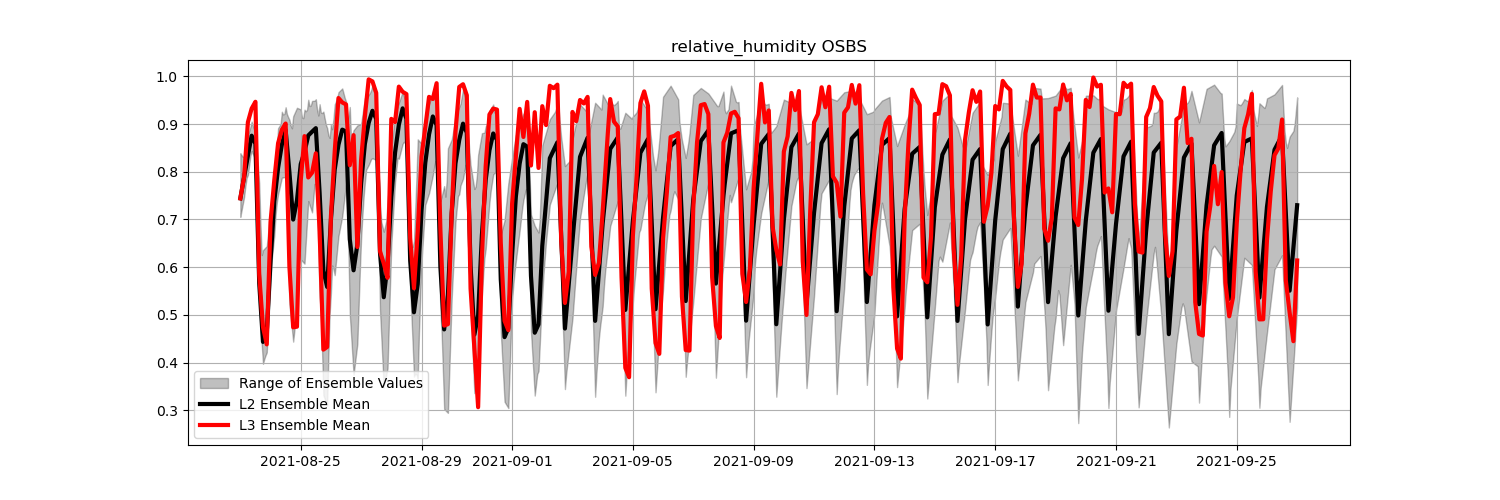 relative_humidity OSBS
1.0
0.9
0.8
0.7
0.6
0.5
0.4
0.3
Range of Ensemble Values
L2 Ensemble Mean
L3 Ensemble Mean
2021-08-25 2021-08-29 2021-09-01 2021-09-05 2021-09-09 2021-09-13 2021-09-17 2021-09-21 2021-09-25